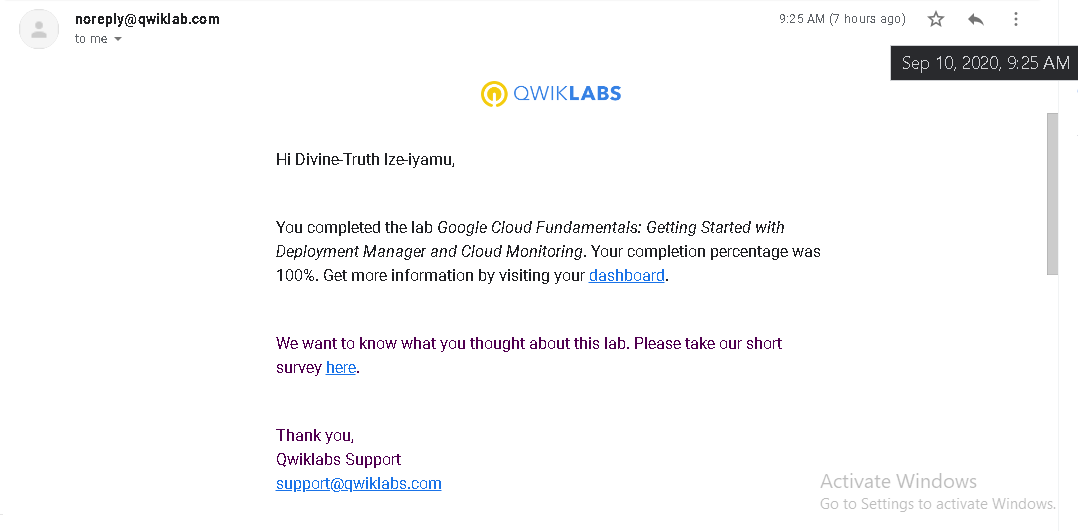 noreply@qwiklab.com
9:25 AM (7 hours ago)
to me
Sep 10, 2020, 9:25 AM
QWIKLABS
Hi Divine-Truth Ize-iyamu,
You completed the lab Google Cloud Fundamentals: Getting Started with
Deployment Manager and Cloud Monitoring. Your completion percentage was
100%. Get more information by visiting your dashboard.
We want to know what you thought about this lab. Please take our short
survey here.
Thank you,
Qwiklabs Support
support@qwiklabs.com
Activate Windows
Go to Settings to activate Windows.